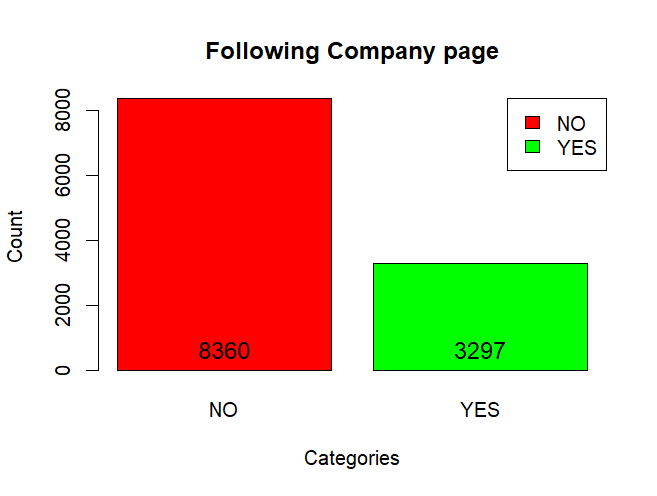 Following Company page
8000
6000
4000
2000
0
Count
NO
YES
8360
3297
NO
YES
Categories